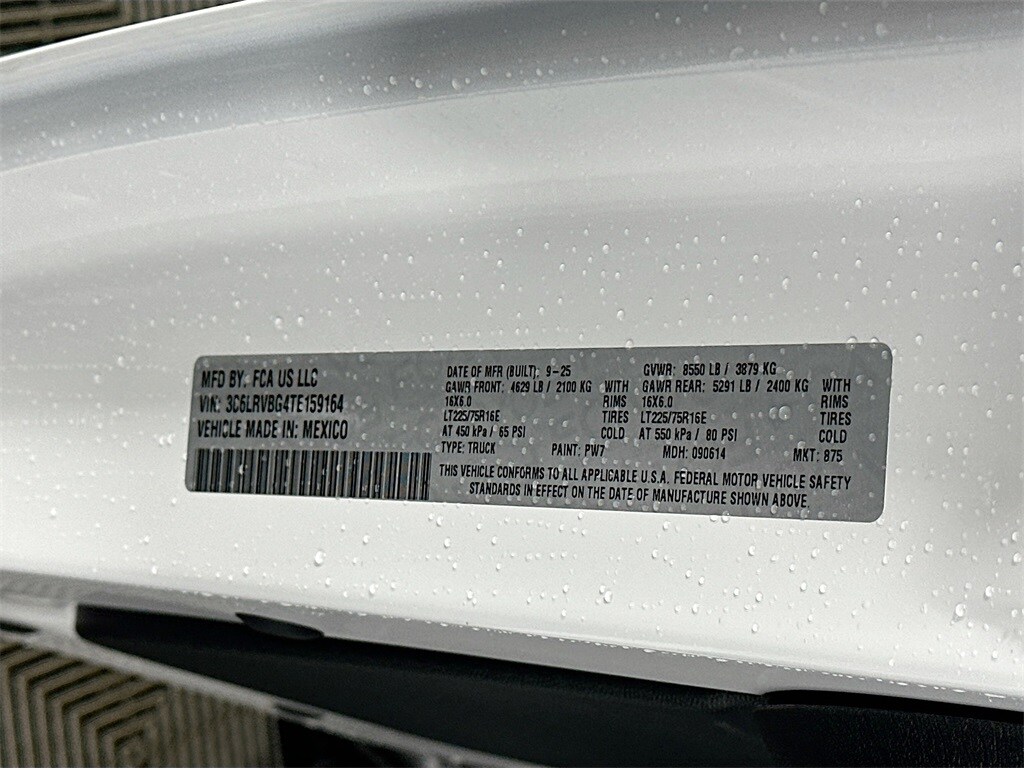 MFD BY: FCA US LLC
VIN: 3C6LRVBG4TE159164
VEHICLE MADE IN: MEXICO
DATE OF MFR (BUILT): 9-25
GAWR FRONT: 4629 LB / 2100 KG WITH
16X6.0 RIMS
LT225/75R16E TIRES
AT 450 kPa / 65 PSI COLD
TYPE: TRUCK PAINT: PW7
GVWR: 8550 LB / 3879 KG
GAWR REAR: 5291 LB / 2400 KG WITH
16X6.0 RIMS
LT225/75R16E TIRES
AT 550 kPa / 80 PSI COLD
MDH: 090614 MKT: 875
THIS VEHICLE CONFORMS TO ALL APPLICABLE U.S.A. FEDERAL MOTOR VEHICLE SAFETY
STANDARDS IN EFFECT ON THE DATE OF MANUFACTURE SHOWN ABOVE.